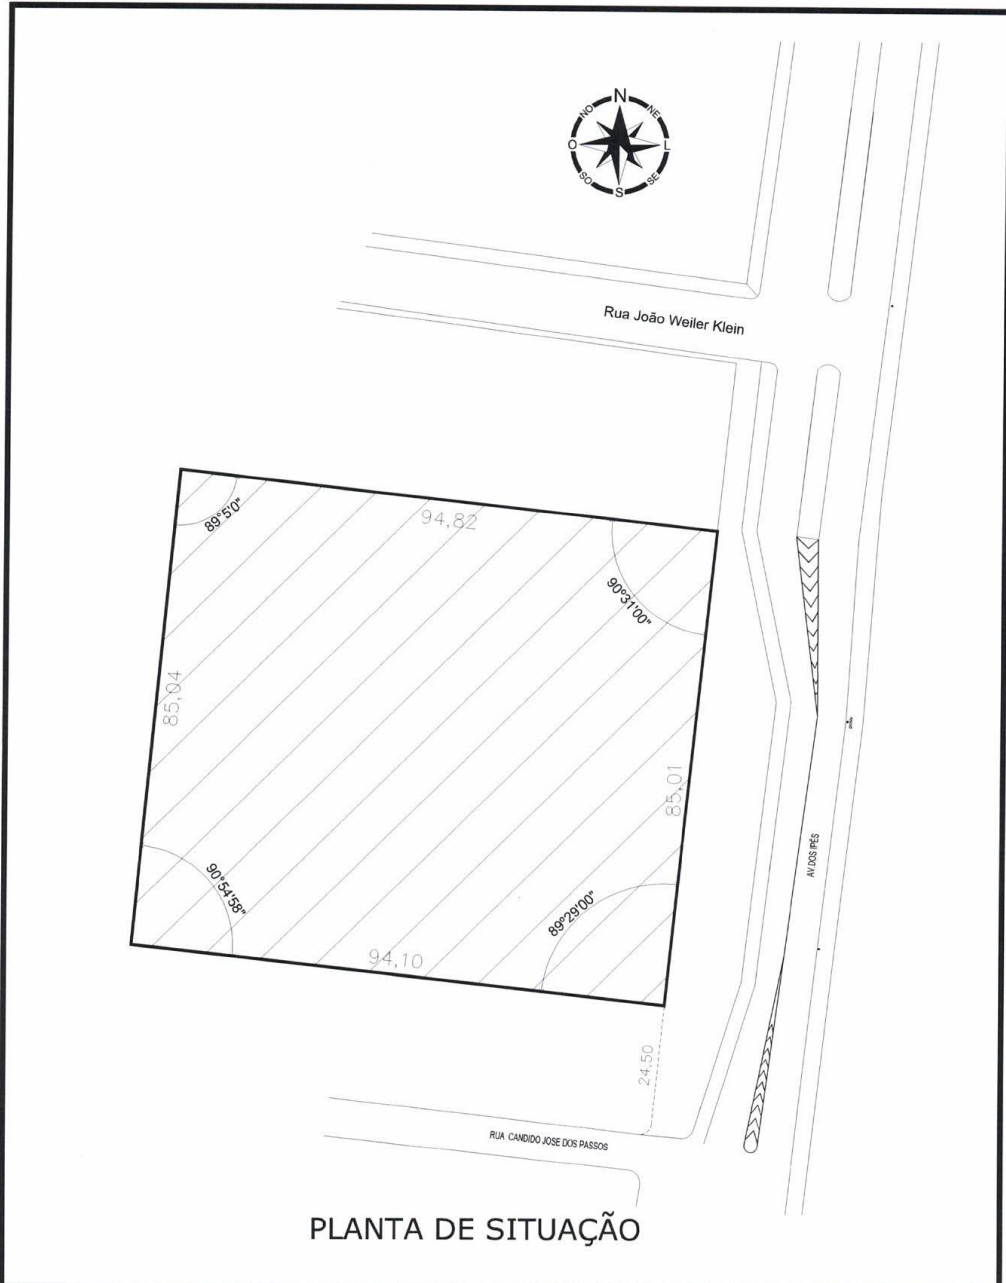 N
NO
NE
O
L
SO
SE
S
Rua João Weiler Klein
89°5'0"
94,82
90°31'00"
85,04
85,01
AV.DOS IPÊS
90°54'58"
89°29'00"
94,10
24,50
RUA CANDIDO JOSE DOS PASSOS
PLANTA DE SITUAÇÃO